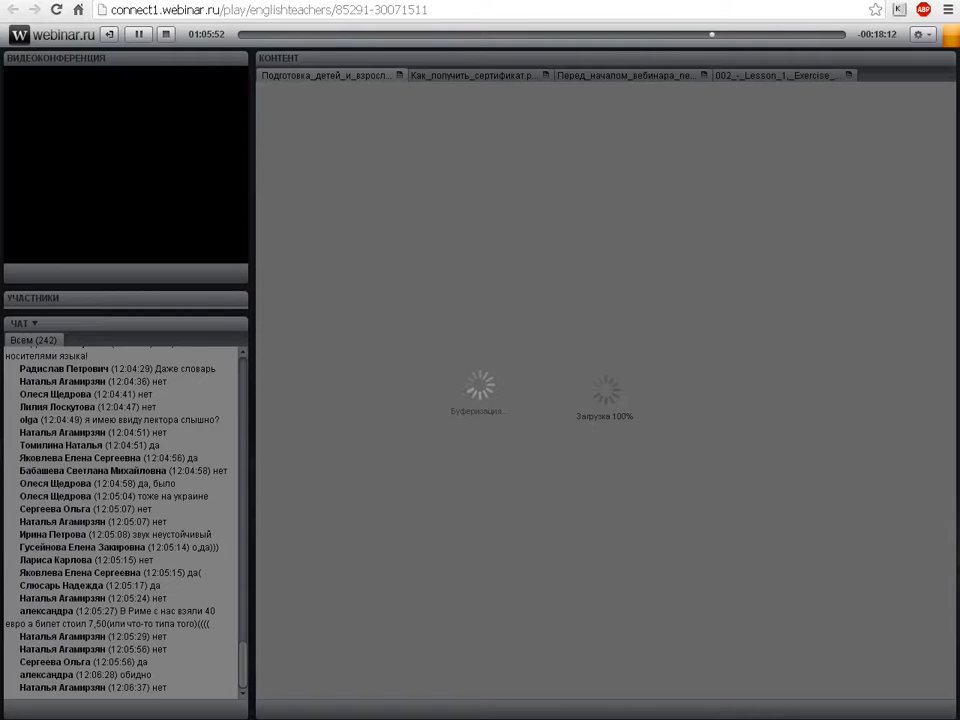 connect1.webinar.ru/play/englishteachers/85291-30071511
K
ABP
W webinar.ru
01:05:52
-00:18:12
ВИДЕОКОНФЕРЕНЦИЯ
КОНТЕНТ
Подготовка_детей_и_взросл...
Как_получить_сертификат.p...
Перед_началом_вебинара_пе...
002_-_Lesson_1,_Exercise_...
УЧАСТНИКИ
ЧАТ
Всем (242)
носителями языка!
Радислав Петрович (12:04:29) Даже словарь
Наталья Агамирзян (12:04:36) нет
Олеся Щедрова (12:04:41) нет
Лилия Лоскутова (12:04:47) нет
olga (12:04:49) я имею ввиду лектора слышно?
Наталья Агамирзян (12:04:51) нет
Томилина Наталья (12:04:51) да
Яковлева Елена Сергеевна (12:04:56) да
Бабашева Светлана Михайловна (12:04:58) нет
Олеся Щедрова (12:04:58) да, было
Олеся Щедрова (12:05:04) тоже на украине
Сергеева Ольга (12:05:07) нет
Наталья Агамирзян (12:05:07) нет
Ирина Петрова (12:05:08) звук неустойчивый
Гусейнова Елена Закировна (12:05:14) о,да)))
Лариса Карлова (12:05:15) нет
Яковлева Елена Сергеевна (12:05:15) да(
Слюсарь Надежда (12:05:17) да
Наталья Агамирзян (12:05:24) нет
александра (12:05:27) В Риме с нас взяли 40
евро а билет стоил 7,50(или что-то типа того)((((
Наталья Агамирзян (12:05:29) нет
Наталья Агамирзян (12:05:56) нет
Сергеева Ольга (12:05:56) да
александра (12:06:28) обидно
Наталья Агамирзян (12:06:37) нет
Буферизация...
Загрузка 100%